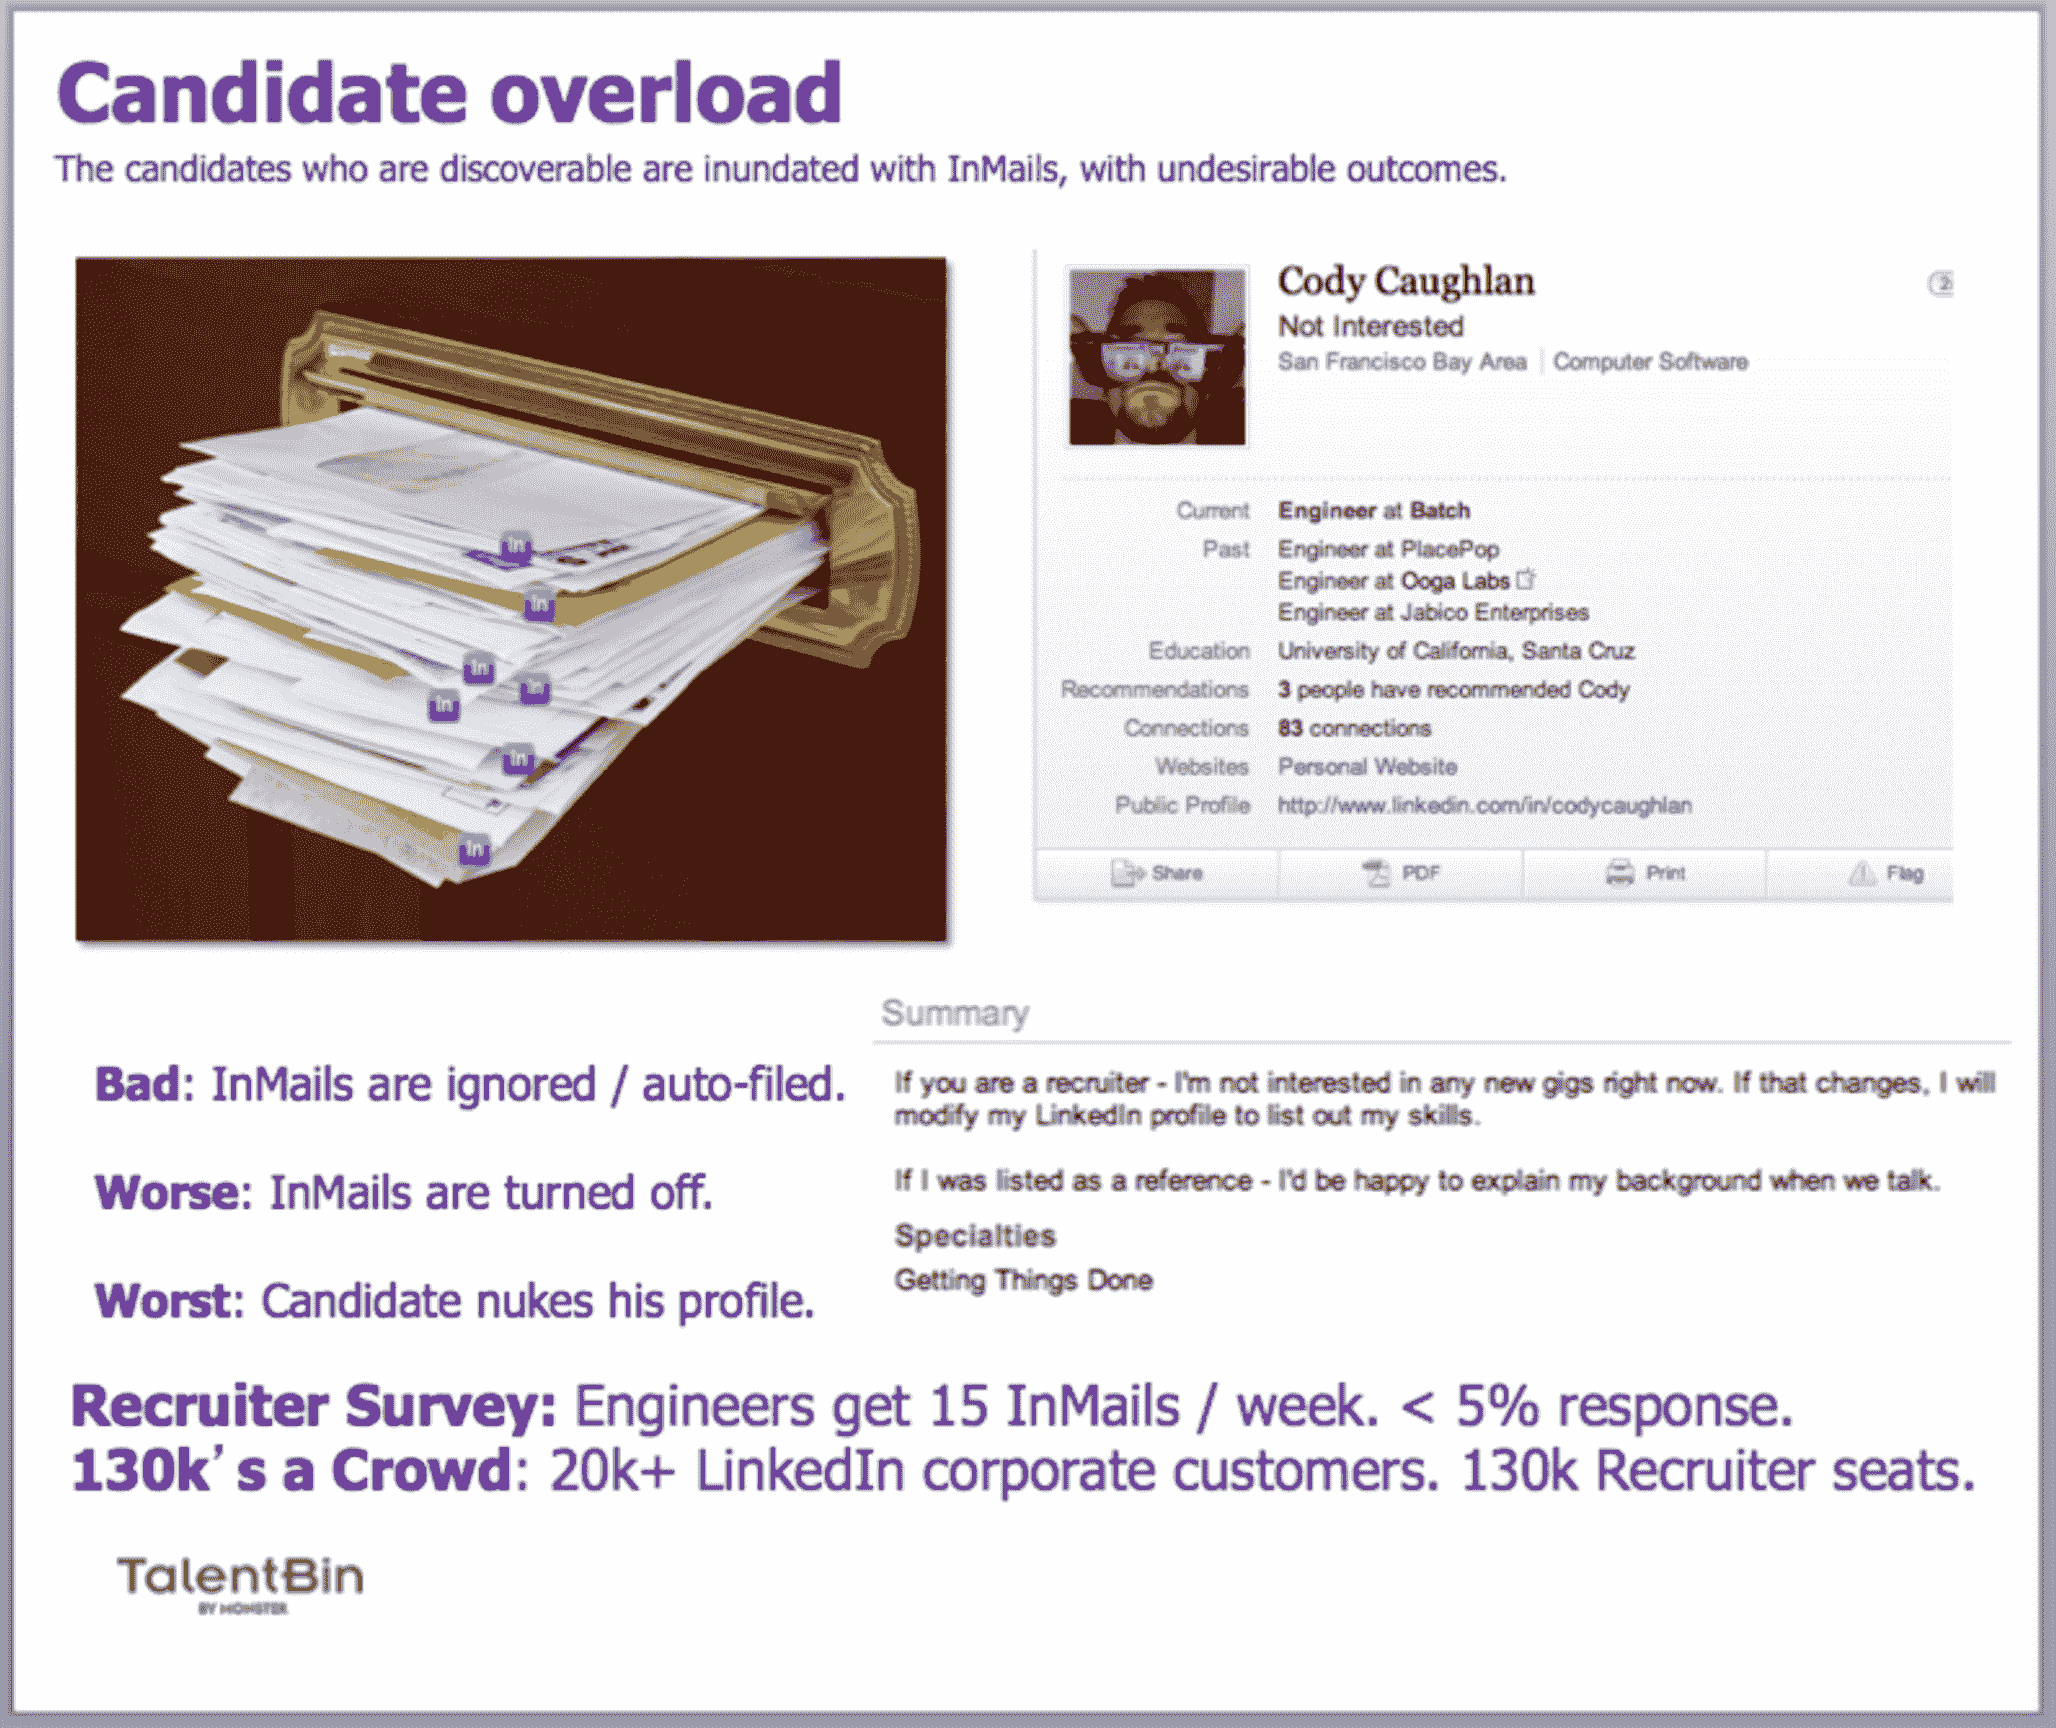 Candidate overload
The candidates who are discoverable are inundated with InMails, with undesirable outcomes.
in
in
in
in
in
in
in
Cody Caughlan
2
Not Interested
San Francisco Bay Area | Computer Software
Current Engineer at Batch
Past Engineer at PlacePop
Engineer at Ooga Labs
Engineer at Jabico Enterprises
Education University of California, Santa Cruz
Recommendations 3 people have recommended Cody
Connections 83 connections
Websites Personal Website
Public Profile http://www.linkedin.com/in/codycaughlan
Share PDF Print Flag
Bad: InMails are ignored / auto-filed.
Worse: InMails are turned off.
Worst: Candidate nukes his profile.
Summary
If you are a recruiter - I'm not interested in any new gigs right now. If that changes, I will
modify my LinkedIn profile to list out my skills.
If I was listed as a reference - I'd be happy to explain my background when we talk.
Specialties
Getting Things Done
Recruiter Survey: Engineers get 15 InMails / week. < 5% response.
130k's a Crowd: 20k+ LinkedIn corporate customers. 130k Recruiter seats.
TalentBin
BY MONSTER